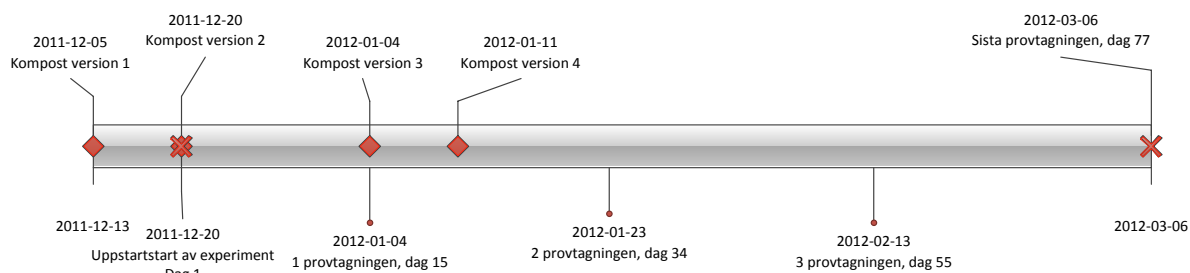 2011-12-05
Kompost version 1
2011-12-20
Kompost version 2
2012-01-04
Kompost version 3
2012-01-11
Kompost version 4
2012-03-06
Sista provtagningen, dag 77
2011-12-13
2011-12-20
Uppstartstart av experiment
Dag 1
2012-01-04
1 provtagningen, dag 15
2012-01-23
2 provtagningen, dag 34
2012-02-13
3 provtagningen, dag 55
2012-03-06